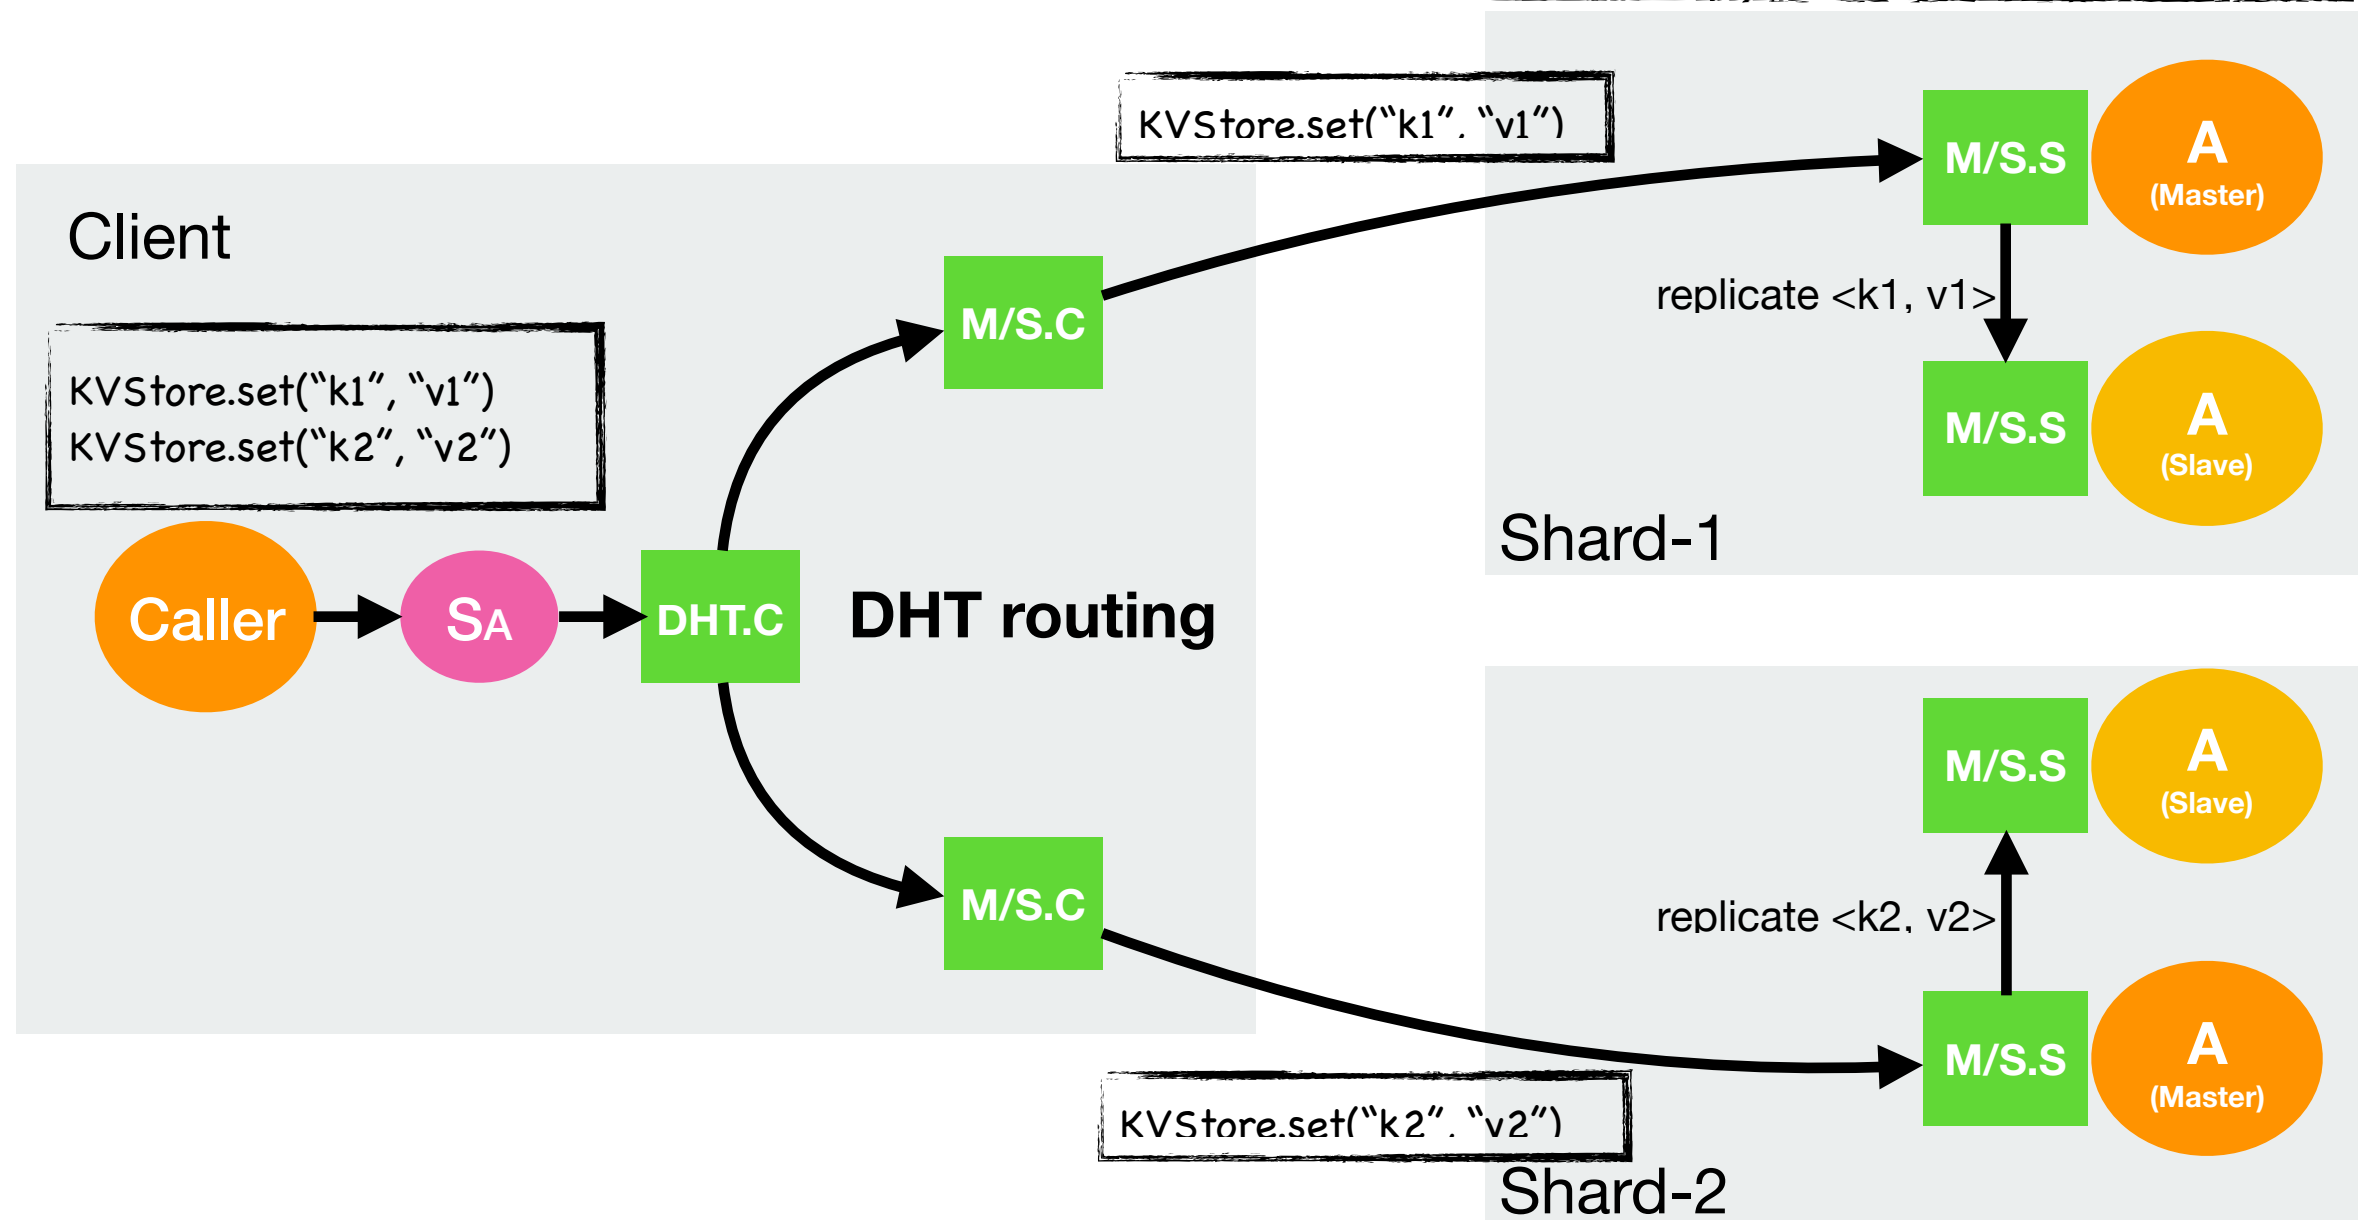 Client
KVStore.set(“k1”, “v1”)
KVStore.set(“k2”, “v2”)
Caller
SA
DHT.C
DHT routing
M/S.C
M/S.C
KVStore.set(“k1”, “v1”)
KVStore.set(“k2”, “v2”)
M/S.S
A
(Master)
replicate <k1, v1>
M/S.S
A
(Slave)
Shard-1
M/S.S
A
(Slave)
replicate <k2, v2>
M/S.S
A
(Master)
Shard-2